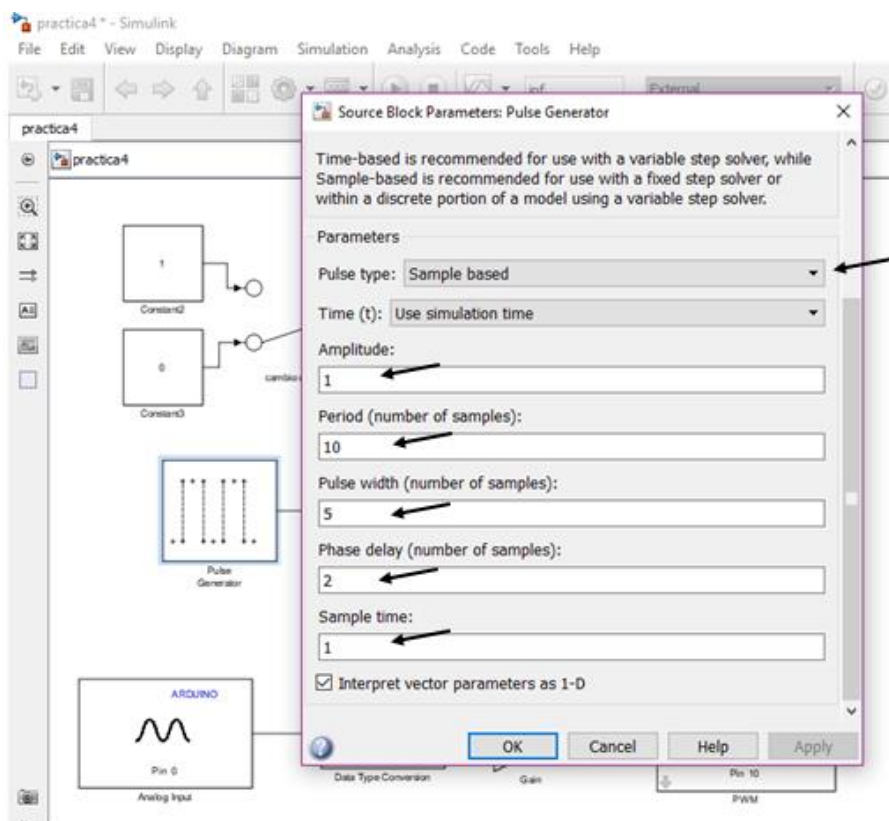 practica4 * - Simulink
File Edit View Display Diagram Simulation Analysis Code Tools Help
inf
External
practica4
practica4
Source Block Parameters: Pulse Generator
Time-based is recommended for use with a variable step solver, while
Sample-based is recommended for use with a fixed step solver or
within a discrete portion of a model using a variable step solver.
Parameters
Pulse type: Sample based
Time (t): Use simulation time
Amplitude:
1
Period (number of samples):
10
Pulse width (number of samples):
5
Phase delay (number of samples):
2
Sample time:
1
Interpret vector parameters as 1-D
OK Cancel Help Apply
1
Constant2
0
Constant3
cambio
Pulse
Generator
ARDUINO
Pin 0
Analog Input
Data Type Conversion
Gain
Pin 10
PWM